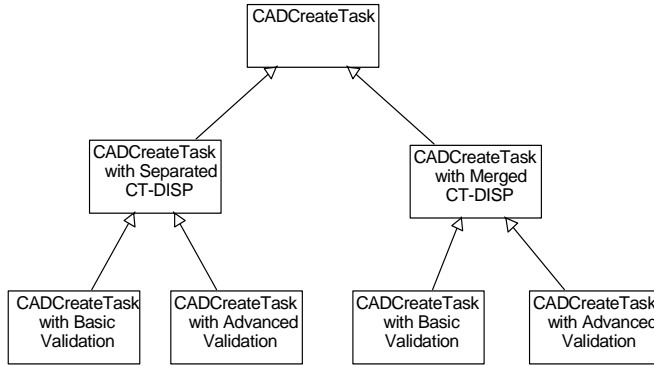 CADCreateTask
CADCreateTask
with Separated
CT-DISP
CADCreateTask
with Merged
CT-DISP
CADCreateTask
with Basic
Validation
CADCreateTask
with Advanced
Validation
CADCreateTask
with Basic
Validation
CADCreateTask
with Advanced
Validation